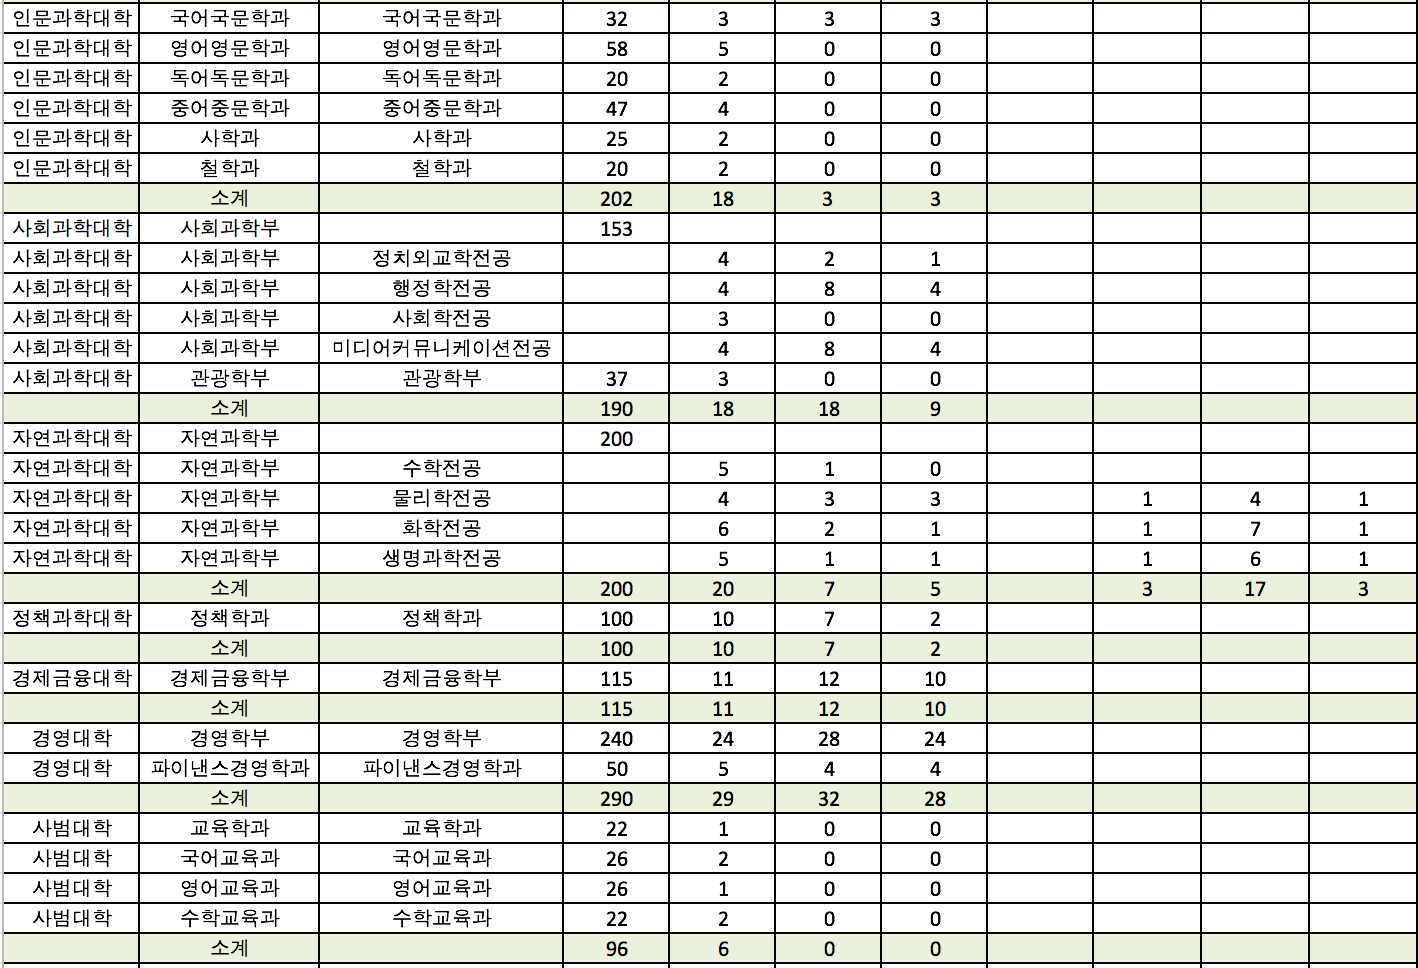 인문과학대학 국어국문학과 국어국문학과 32 3 3 3
인문과학대학 영어영문학과 영어영문학과 58 5 0 0
인문과학대학 독어독문학과 독어독문학과 20 2 0 0
인문과학대학 중어중문학과 중어중문학과 47 4 0 0
인문과학대학 사학과 사학과 25 2 0 0
인문과학대학 철학과 철학과 20 2 0 0
소계 202 18 3 3
사회과학대학 사회과학부 153
사회과학대학 사회과학부 정치외교학전공 4 2 1
사회과학대학 사회과학부 행정학전공 4 8 4
사회과학대학 사회과학부 사회학전공 3 0 0
사회과학대학 사회과학부 미디어커뮤니케이션전공 4 8 4
사회과학대학 관광학부 관광학부 37 3 0 0
소계 190 18 18 9
자연과학대학 자연과학부 200
자연과학대학 자연과학부 수학전공 5 1 0
자연과학대학 자연과학부 물리학전공 4 3 3 1 4 1
자연과학대학 자연과학부 화학전공 6 2 1 1 7 1
자연과학대학 자연과학부 생명과학전공 5 1 1 1 6 1
소계 200 20 7 5 3 17 3
정책과학대학 정책학과 정책학과 100 10 7 2
소계 100 10 7 2
경제금융대학 경제금융학부 경제금융학부 115 11 12 10
소계 115 11 12 10
경영대학 경영학부 경영학부 240 24 28 24
경영대학 파이낸스경영학과 파이낸스경영학과 50 5 4 4
소계 290 29 32 28
사범대학 교육학과 교육학과 22 1 0 0
사범대학 국어교육과 국어교육과 26 2 0 0
사범대학 영어교육과 영어교육과 26 1 0 0
사범대학 수학교육과 수학교육과 22 2 0 0
소계 96 6 0 0